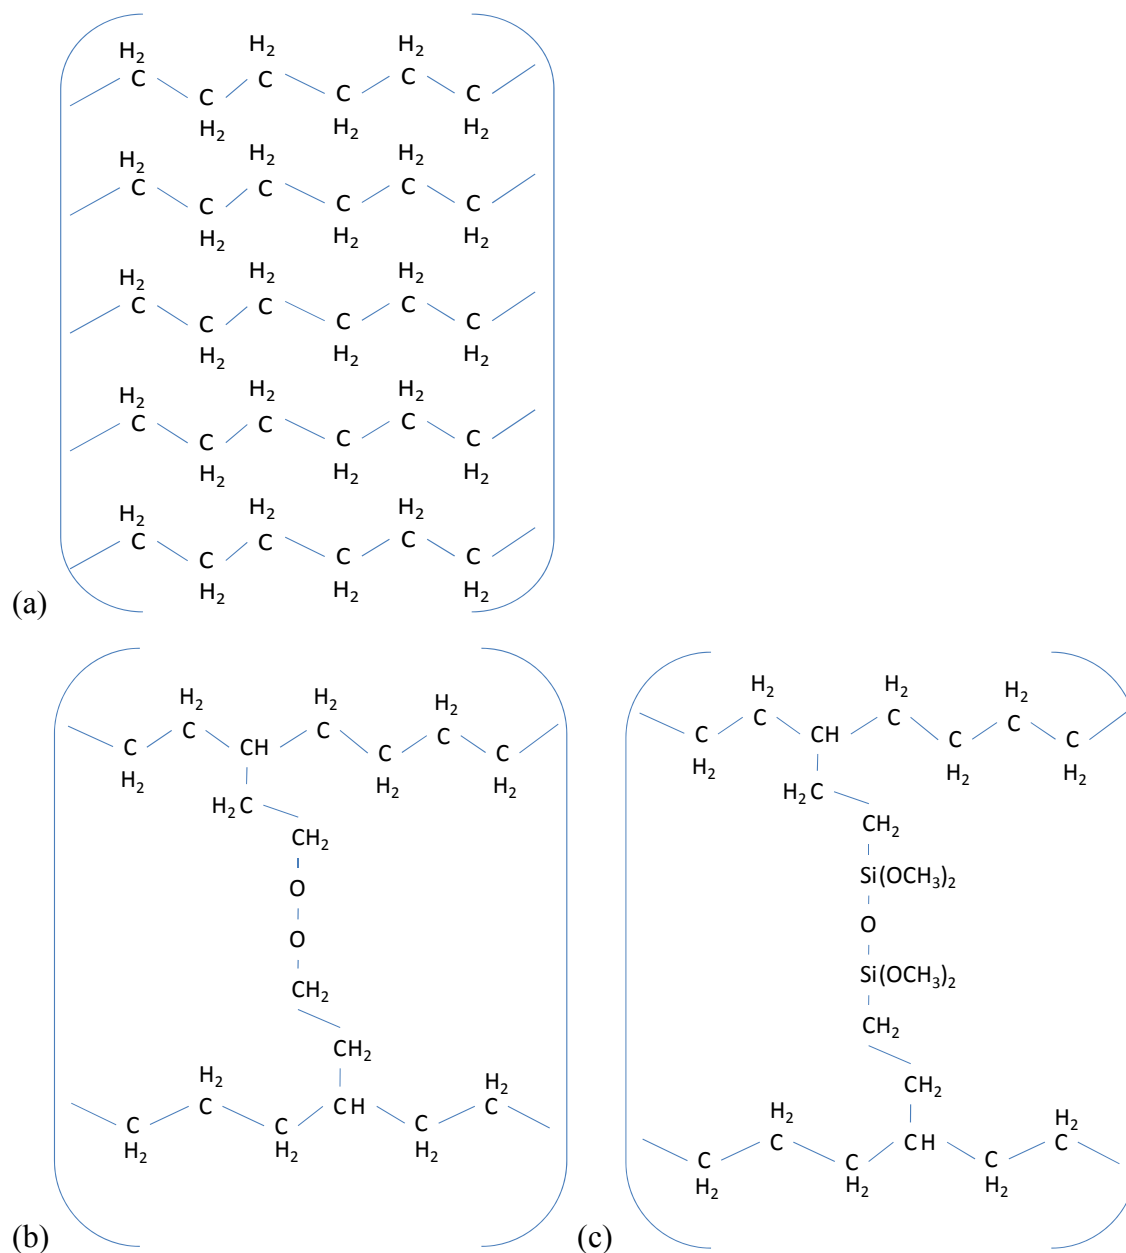 H₂ H₂ H₂
C C C
C C C
H₂ H₂ H₂
H₂ H₂ H₂
C C C
C C C
H₂ H₂ H₂
H₂ H₂ H₂
C C C
C C C
H₂ H₂ H₂
H₂ H₂ H₂
C C C
C C C
H₂ H₂ H₂
H₂ H₂ H₂
C C C
C C C
H₂ H₂ H₂
(a)
H₂ H₂ H₂
C C C
C CH C C
H₂ H₂ H₂
H₂C
CH₂
O
O
CH₂
CH₂
H₂ H₂
C CH C
C C C
H₂ H₂ H₂
(b)
H₂ H₂ H₂
C C C
C CH C C
H₂ H₂ H₂
H₂C
CH₂
Si(OCH₃)₂
O
Si(OCH₃)₂
CH₂
CH₂
H₂ H₂
C CH C
C C C
H₂ H₂ H₂
(c)